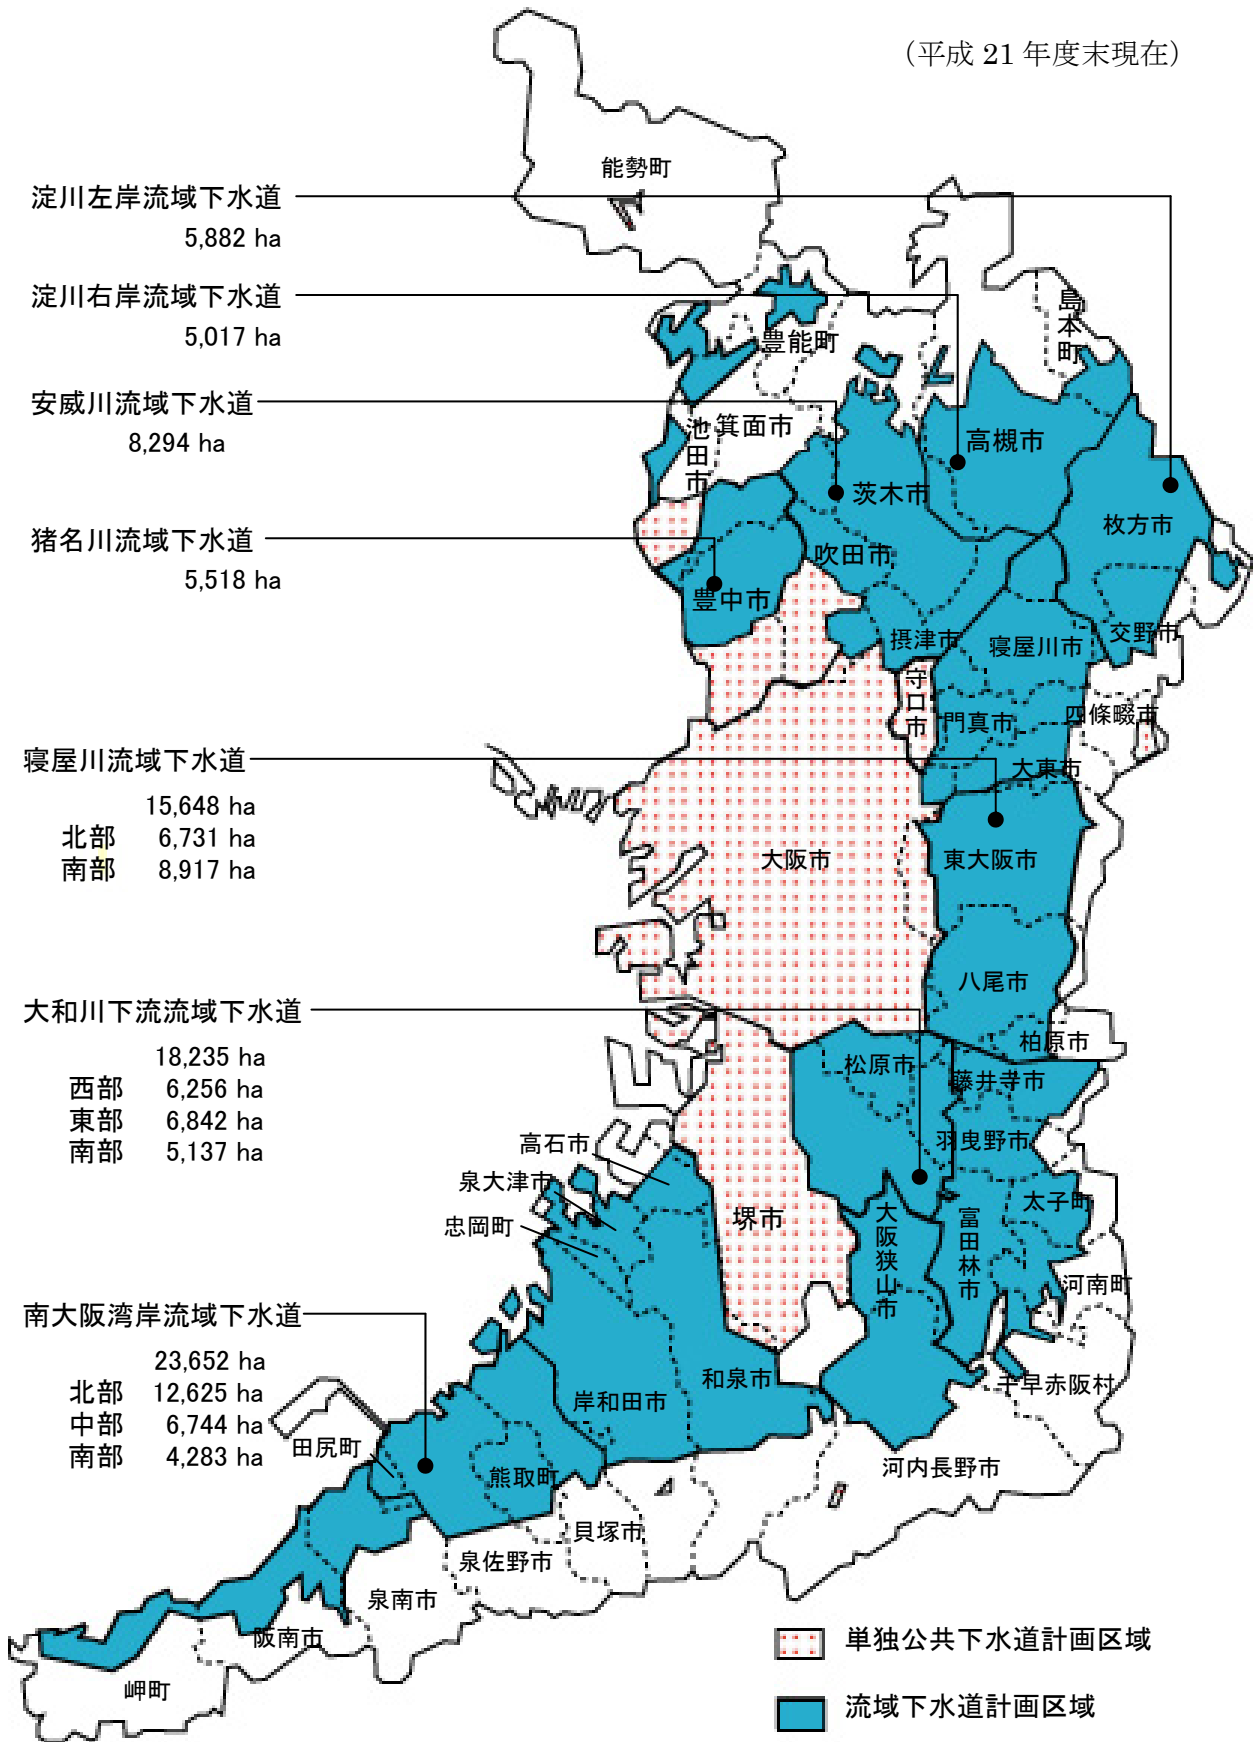 （平成 21 年度末現在）
能勢町
淀川左岸流域下水道
5,882 ha
淀川右岸流域下水道
5,017 ha
島本町
豊能町
安威川流域下水道
8,294 ha
池田市
箕面市
高槻市
茨木市
枚方市
猪名川流域下水道
5,518 ha
吹田市
豊中市
摂津市
寝屋川市
交野市
守口市
門真市
四條畷市
大東市
寝屋川流域下水道
15,648 ha
北部 6,731 ha
南部 8,917 ha
大阪市
東大阪市
八尾市
柏原市
大和川下流流域下水道
18,235 ha
西部 6,256 ha
東部 6,842 ha
南部 5,137 ha
松原市
藤井寺市
羽曳野市
高石市
泉大津市
忠岡町
堺市
大阪狭山市
富田林市
太子町
河南町
南大阪湾岸流域下水道
23,652 ha
北部 12,625 ha
中部 6,744 ha
南部 4,283 ha
和泉市
岸和田市
千早赤阪村
田尻町
熊取町
河内長野市
貝塚市
泉佐野市
泉南市
阪南市
岬町
単独公共下水道計画区域
流域下水道計画区域